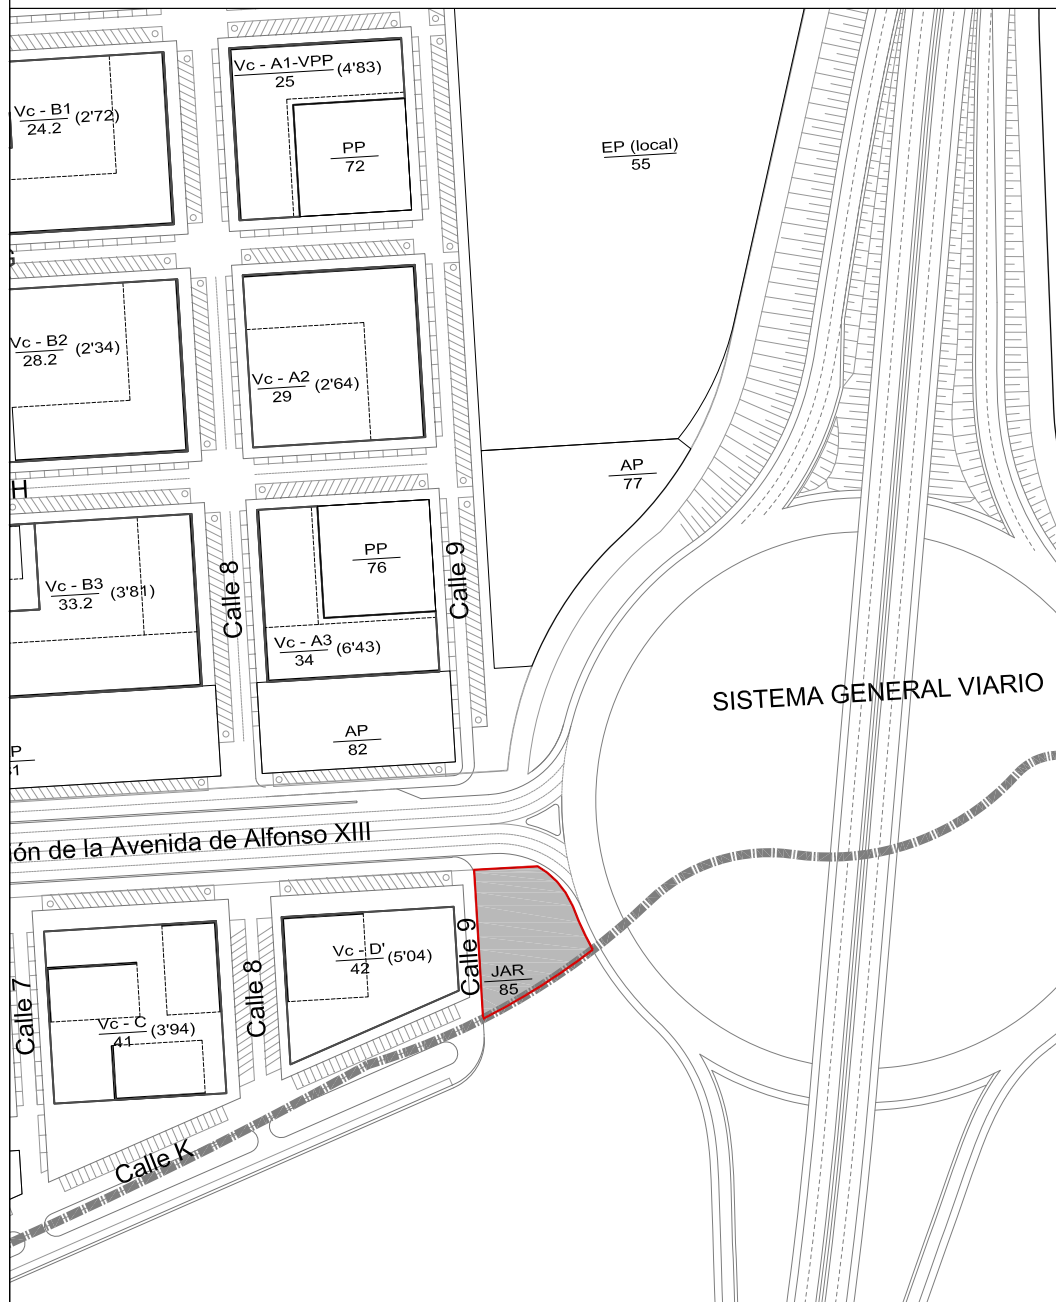 Vc - A1-VPP (4'83)
25
Vc - B1 (2'72)
24.2
PP
72
EP (local)
55
Vc - B2 (2'34)
28.2
Vc - A2 (2'64)
29
AP
77
H
PP
76
Calle 8
Calle 9
Vc - B3 (3'81)
33.2
Vc - A3 (6'43)
34
SISTEMA GENERAL VIARIO
AP
82
P
ión de la Avenida de Alfonso XIII
Vc - D' (5'04)
42
Calle 9
JAR
85
Calle 7
Calle 8
Vc - C (3'94)
41
Calle K